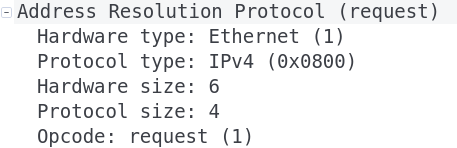 Address Resolution Protocol (request)
Hardware type: Ethernet (1)
Protocol type: IPv4 (0x0800)
Hardware size: 6
Protocol size: 4
Opcode: request (1)